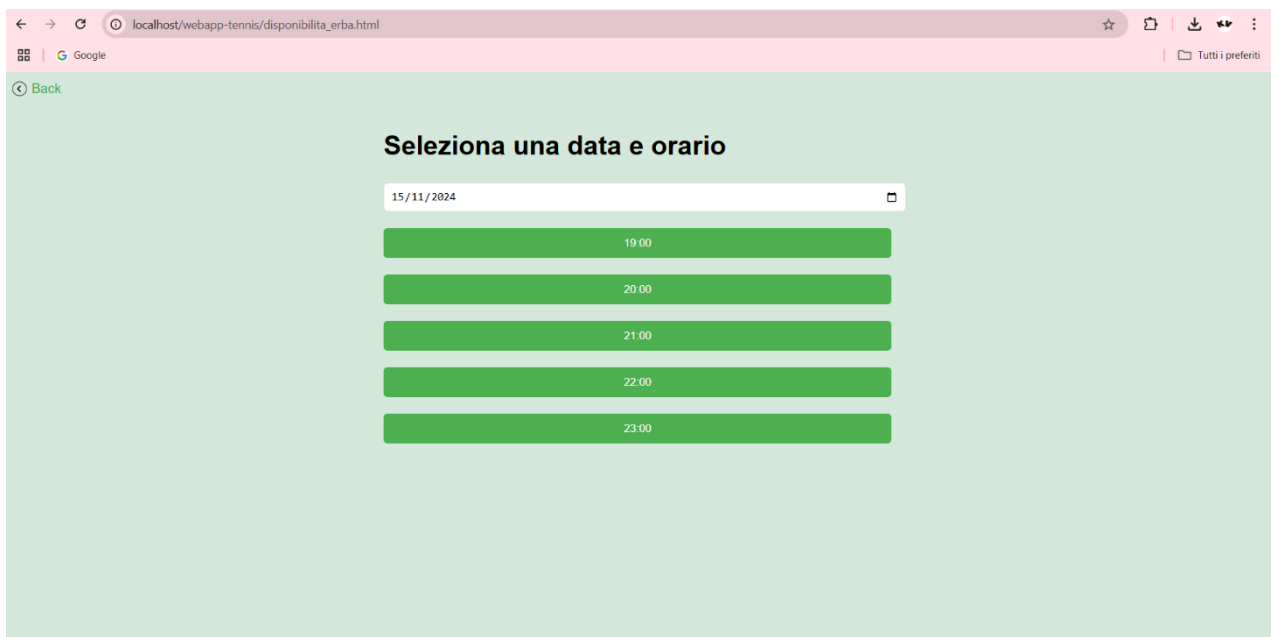 localhost/webapp-tennis/disponibilita_erba.html
Google
Tutti i preferiti
Back
Seleziona una data e orario
15/11/2024
19:00
20:00
21:00
22:00
23:00